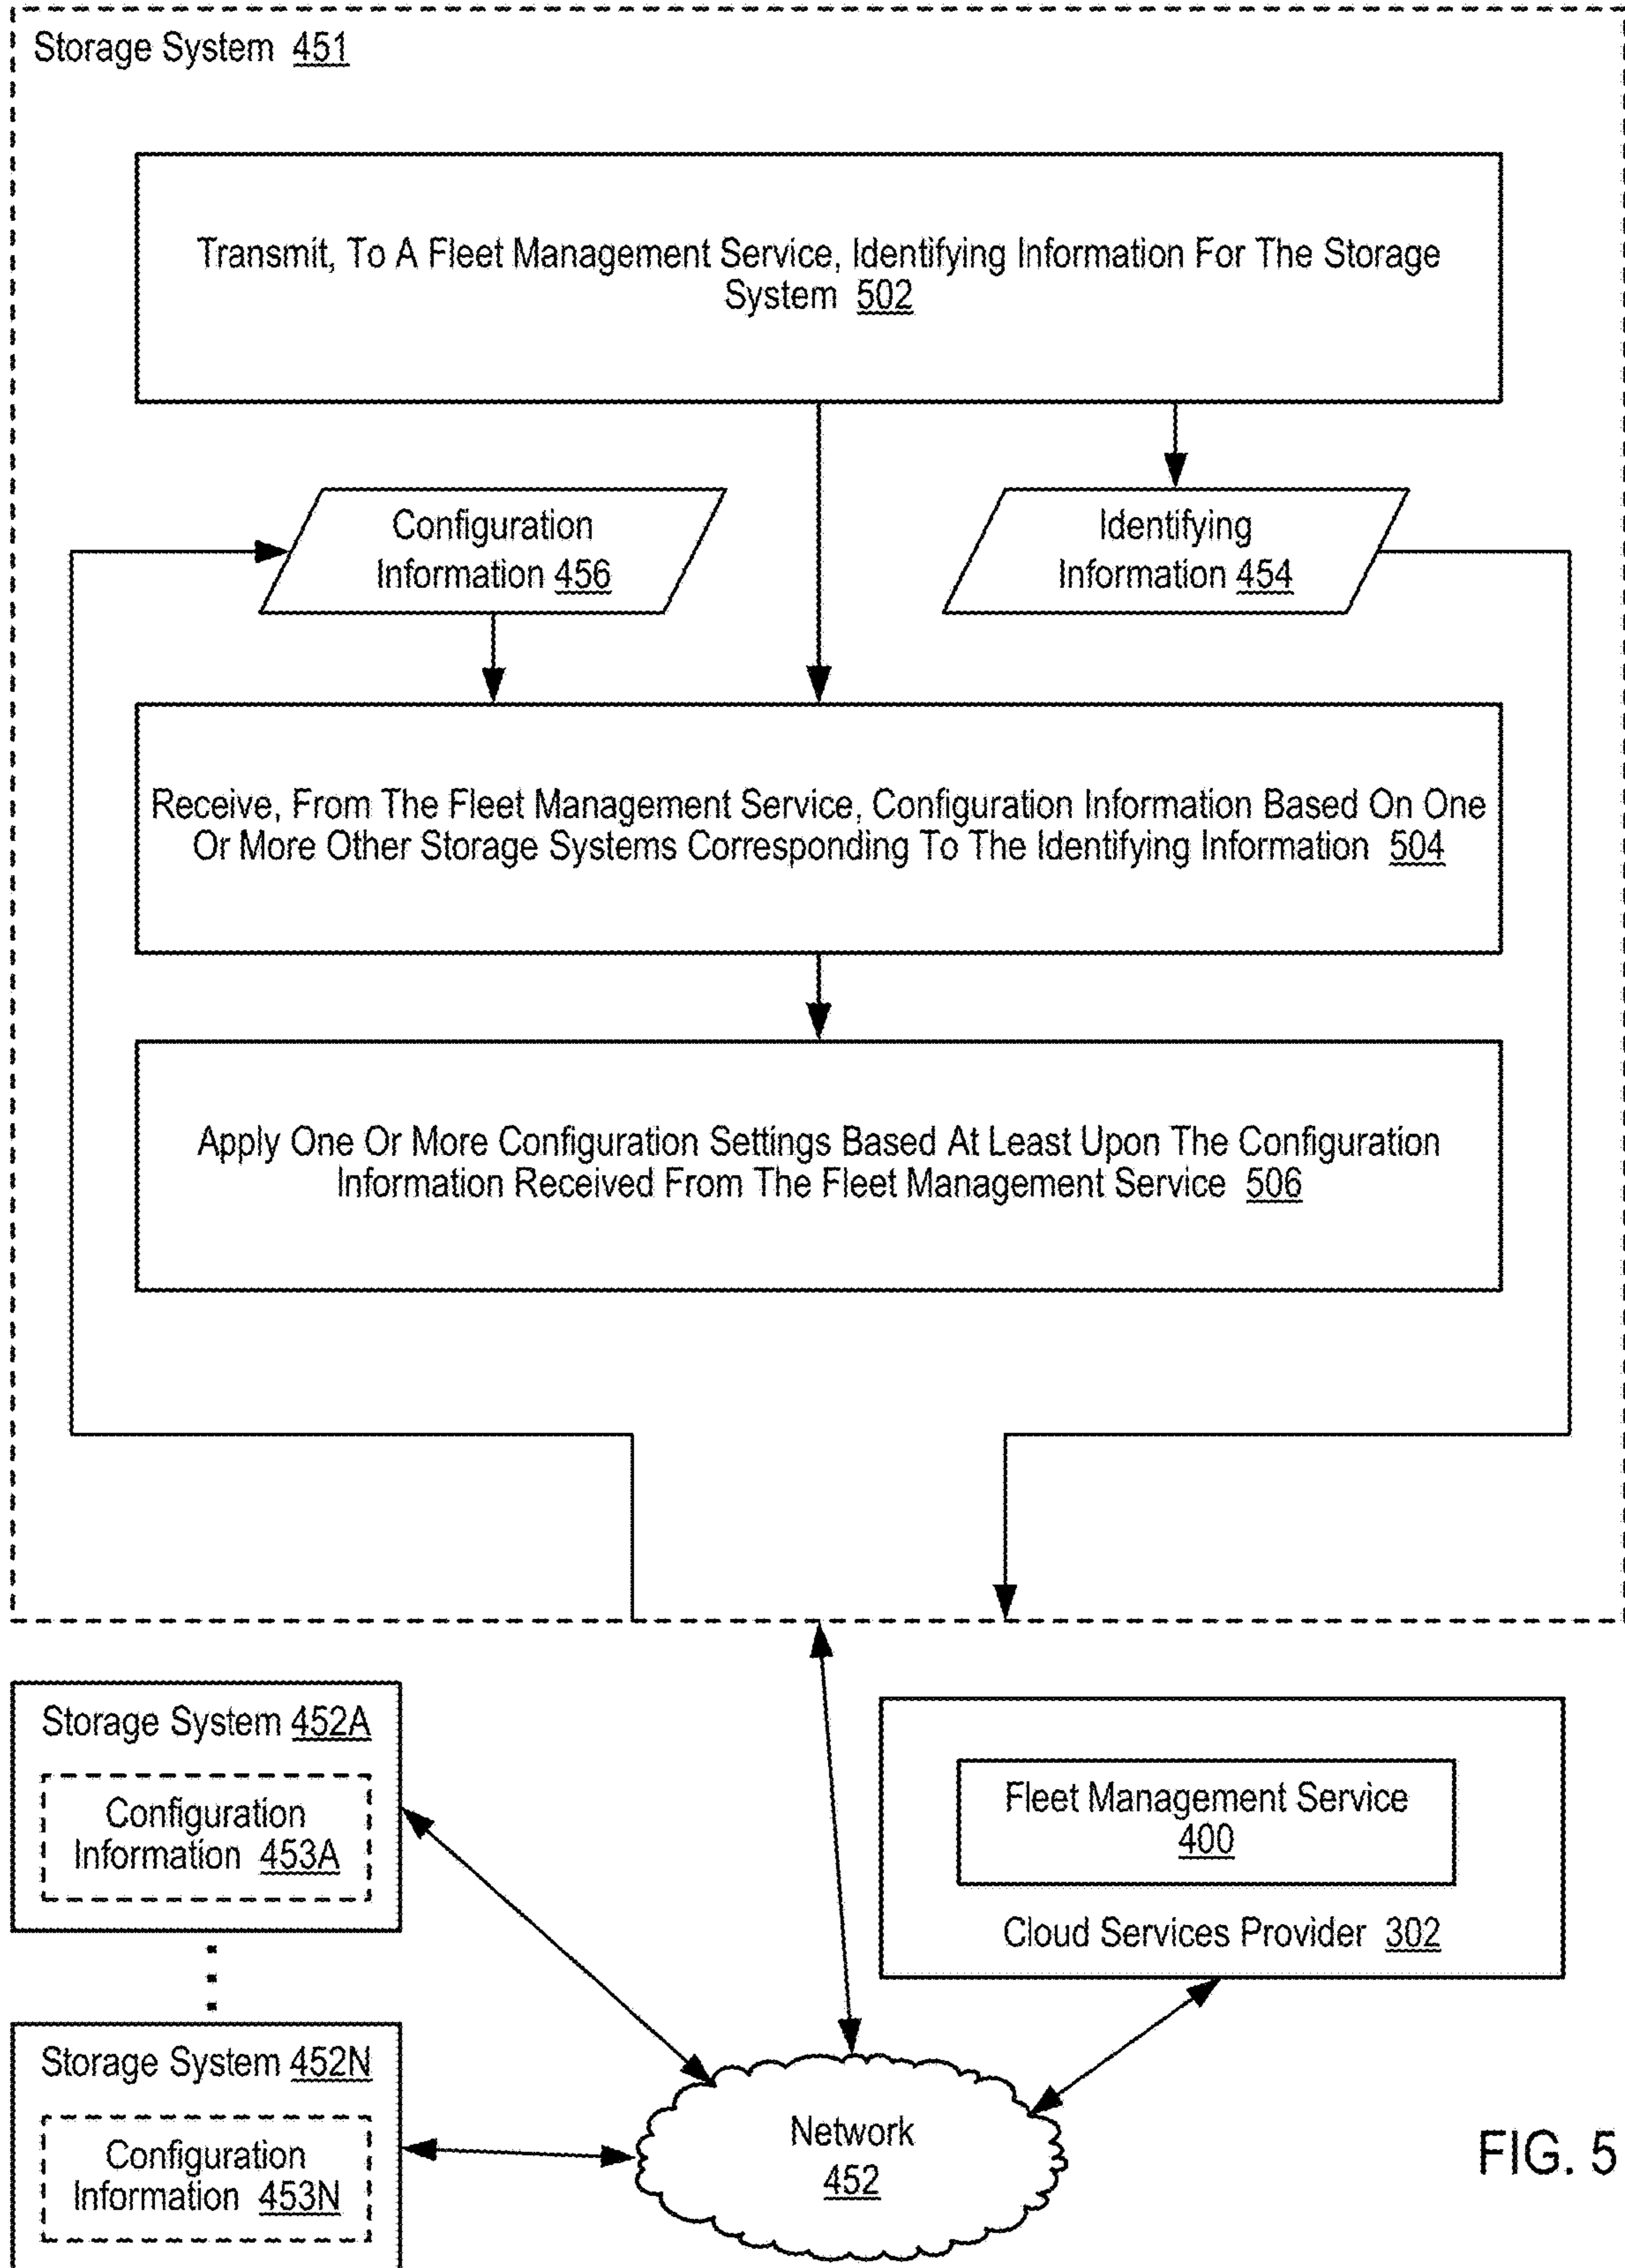 Storage System 451
Transmit, To A Fleet Management Service, Identifying Information For The Storage
System 502
Configuration
Information 456
Identifying
Information 454
Receive, From The Fleet Management Service, Configuration Information Based On One
Or More Other Storage Systems Corresponding To The Identifying Information 504
Apply One Or More Configuration Settings Based At Least Upon The Configuration
Information Received From The Fleet Management Service 506
Storage System 452A
Configuration
Information 453A
Fleet Management Service
400
Cloud Services Provider 302
Storage System 452N
Configuration
Information 453N
Network
452
FIG. 5